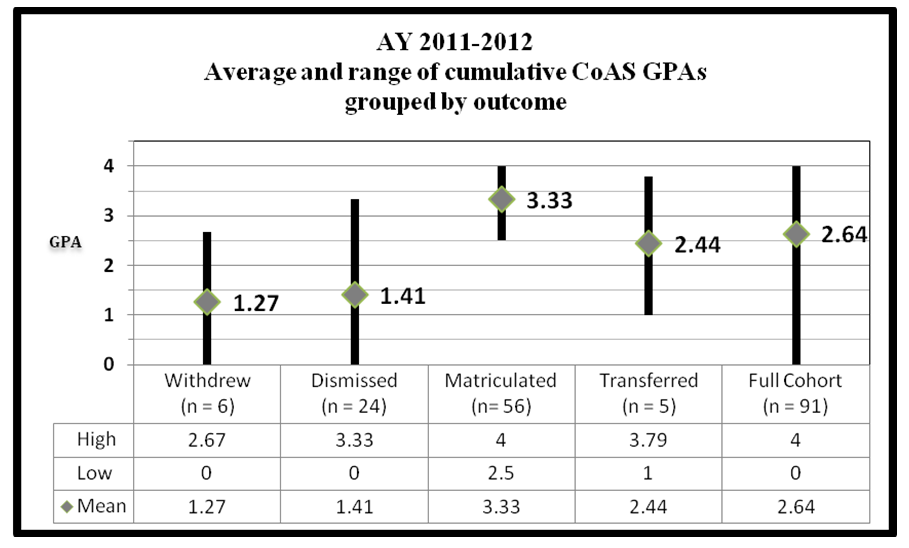 AY 2011-2012
Average and range of cumulative CoAS GPAs
grouped by outcome
GPA
4
3
2
1
0
1.27
1.41
3.33
2.44
2.64
Withdrew Dismissed Matriculated Transferred Full Cohort
(n = 6) (n = 24) (n= 56) (n = 5) (n = 91)
High 2.67 3.33 4 3.79 4
Low 0 0 2.5 1 0
Mean 1.27 1.41 3.33 2.44 2.64